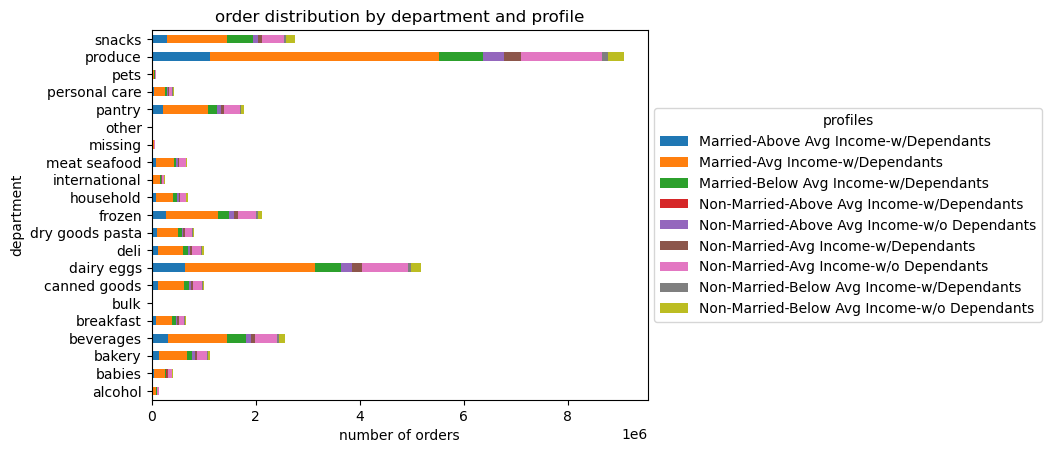 order distribution by department and profile
snacks
produce
pets
personal care
pantry
other
missing
meat seafood
international
household
frozen
dry goods pasta
deli
dairy eggs
canned goods
bulk
breakfast
beverages
bakery
babies
alcohol
department
0 2 4 6 8
1e6
number of orders
profiles
Married-Above Avg Income-w/Dependants
Married-Avg Income-w/Dependants
Married-Below Avg Income-w/Dependants
Non-Married-Above Avg Income-w/Dependants
Non-Married-Above Avg Income-w/o Dependants
Non-Married-Avg Income-w/Dependants
Non-Married-Avg Income-w/o Dependants
Non-Married-Below Avg Income-w/Dependants
Non-Married-Below Avg Income-w/o Dependants